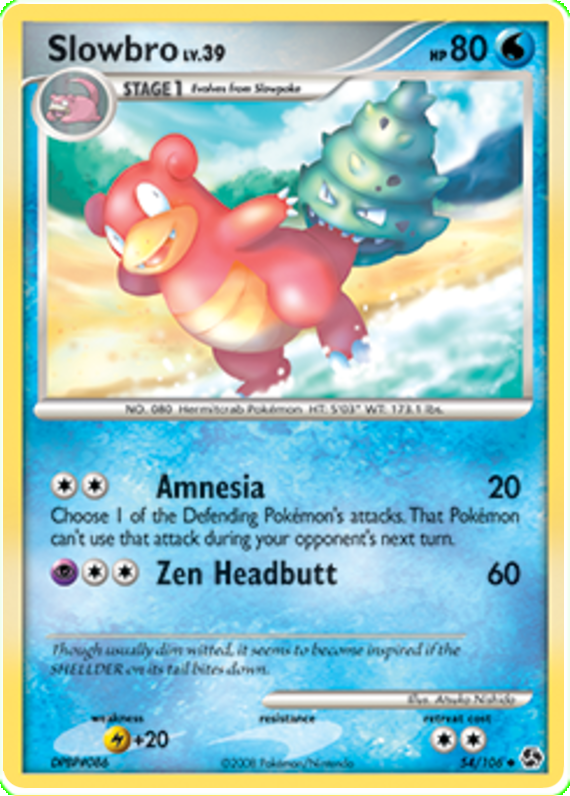 Slowbro LV.39 HP 80
STAGE 1 Evolves from Slowpoke
NO. 080 Hermitcrab Pokémon HT: 5'03" WT: 173.1 lbs.
Amnesia 20
Choose 1 of the Defending Pokémon's attacks. That Pokémon
can't use that attack during your opponent's next turn.
Zen Headbutt 60
Though usually dim witted, it seems to become inspired if the
SHELLDER on its tail bites down.
Illus. Atsuko Nishida
weakness resistance retreat cost
+20
DPBP#086 ©2008 Pokémon/Nintendo 54/106